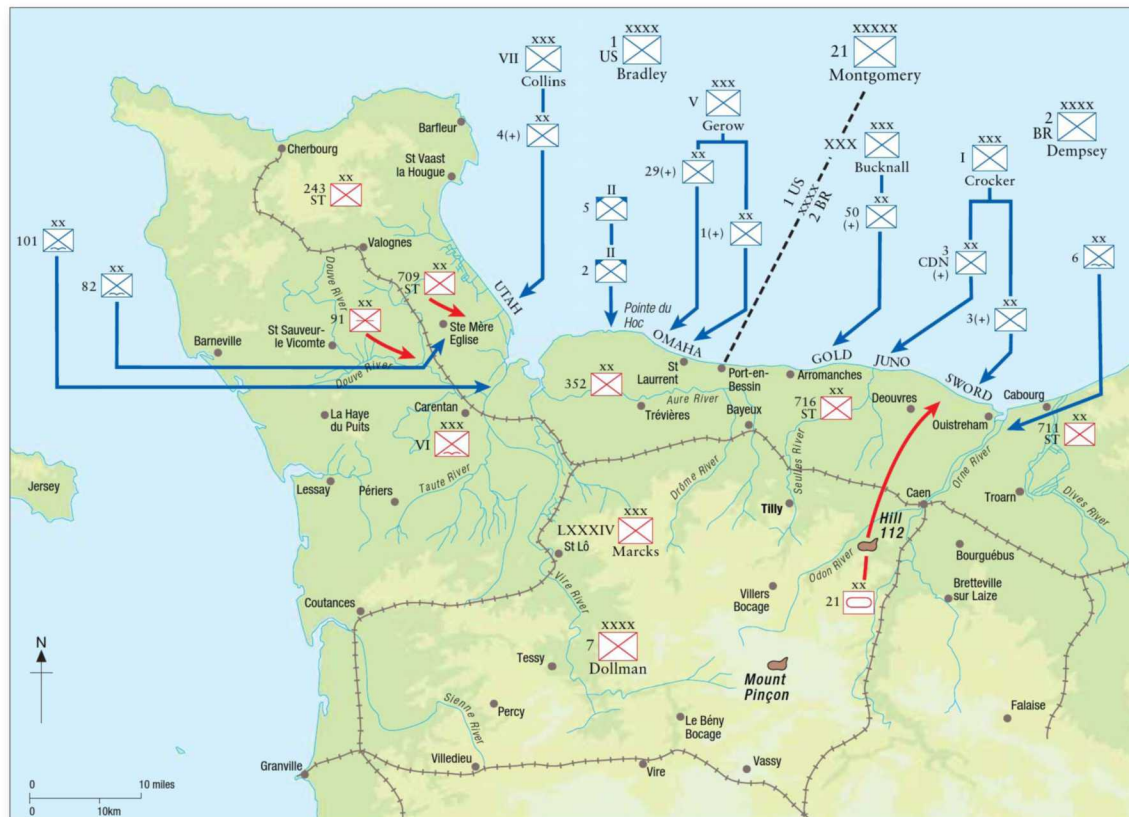 XXX
VII
Collins
XX
4(+)
XXXX
1
US
Bradley
XXXXX
21
Montgomery
XXX
V
Gerow
XX
29(+)
XX
1(+)
II
5
II
2
1 US
XXXX
2 BR
XXX
XXX
Bucknall
XX
50
(+)
XXX
I
Crocker
XX
3
CDN
(+)
XX
3(+)
XXXX
2
BR
Dempsey
XX
6
XX
101
XX
82
Barfleur
Cherbourg
St Vaast
la Hougue
XX
243
ST
Valognes
Douve River
XX
709
ST
UTAH
XX
91
Ste Mère
Eglise
St Sauveur-
le Vicomte
Barneville
Douve River
Pointe du
Hoc
OMAHA
GOLD
JUNO
SWORD
St
Laurrent
Port-en-
Bessin
Arromanches
XX
352
Aure River
Trévières
Bayeux
XX
716
ST
Deouvres
Ouistreham
Cabourg
XX
711
ST
La Haye
du Puits
Carentan
XXX
VI
Lessay
Périers
Taute River
Jersey
Drôme River
Seulles River
Tilly
Caen
Orne River
Troarn
Dives River
Hill
112
XXX
LXXXIV
Marcks
St Lô
Vire River
Odon River
Bourguébus
Villers
Bocage
Bretteville
sur Laize
XX
21
Coutances
XXXX
7
Dollman
Tessy
Mount
Pinçon
N
Sienne River
Percy
Le Bény
Bocage
Falaise
Granville
Villedieu
Vire
Vassy
0
10 miles
0
10km